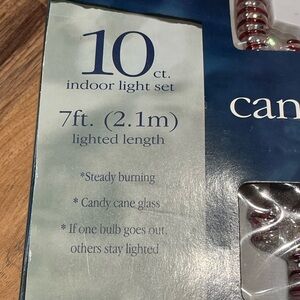 10 ct.
indoor light set
7ft. (2.1m)
lighted length
can
*Steady burning
* Candy cane glass
* If one bulb goes out,
others stay lighted